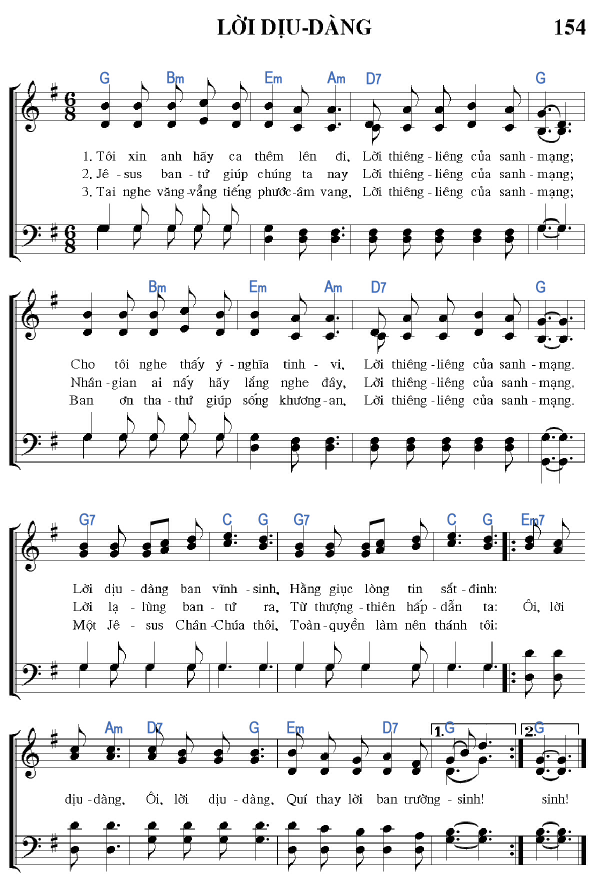 LỜI DỊU-DÀNG 154
G Bm Em Am D7 G
1. Tôi xin anh hãy ca thêm lên đi, Lời thiêng-liêng của sanh-mạng;
2. Jê-sus ban-tứ giúp chúng ta nay Lời thiêng-liêng của sanh-mạng;
3. Tai nghe văng-vẳng tiếng phước-ám vang, Lời thiêng-liêng của sanh-mạng;
Bm Em Am D7 G
Cho tôi nghe thấy ý-nghĩa tinh-vi, Lời thiêng-liêng của sanh-mạng.
Nhân-gian ai nấy hãy lắng nghe đây, Lời thiêng-liêng của sanh-mạng.
Ban ơn tha-thứ giúp sống khương-an, Lời thiêng-liêng của sanh-mạng.
G7 C G G7 C G Em7
Lời dịu-dàng ban vĩnh-sinh, Hằng giục lòng tin sắt-đinh:
Lời lạ-lùng ban-tứ ra, Từ thượng-thiên hấp-dẫn ta: Ôi, lời
Một Jê-sus Chân-Chúa thôi, Toàn-quyền làm nên thánh tôi:
Am D7 G Em D7 1. G 2. G
dịu-dàng, Ôi, lời dịu-dàng, Quí thay lời ban trường-sinh! sinh!